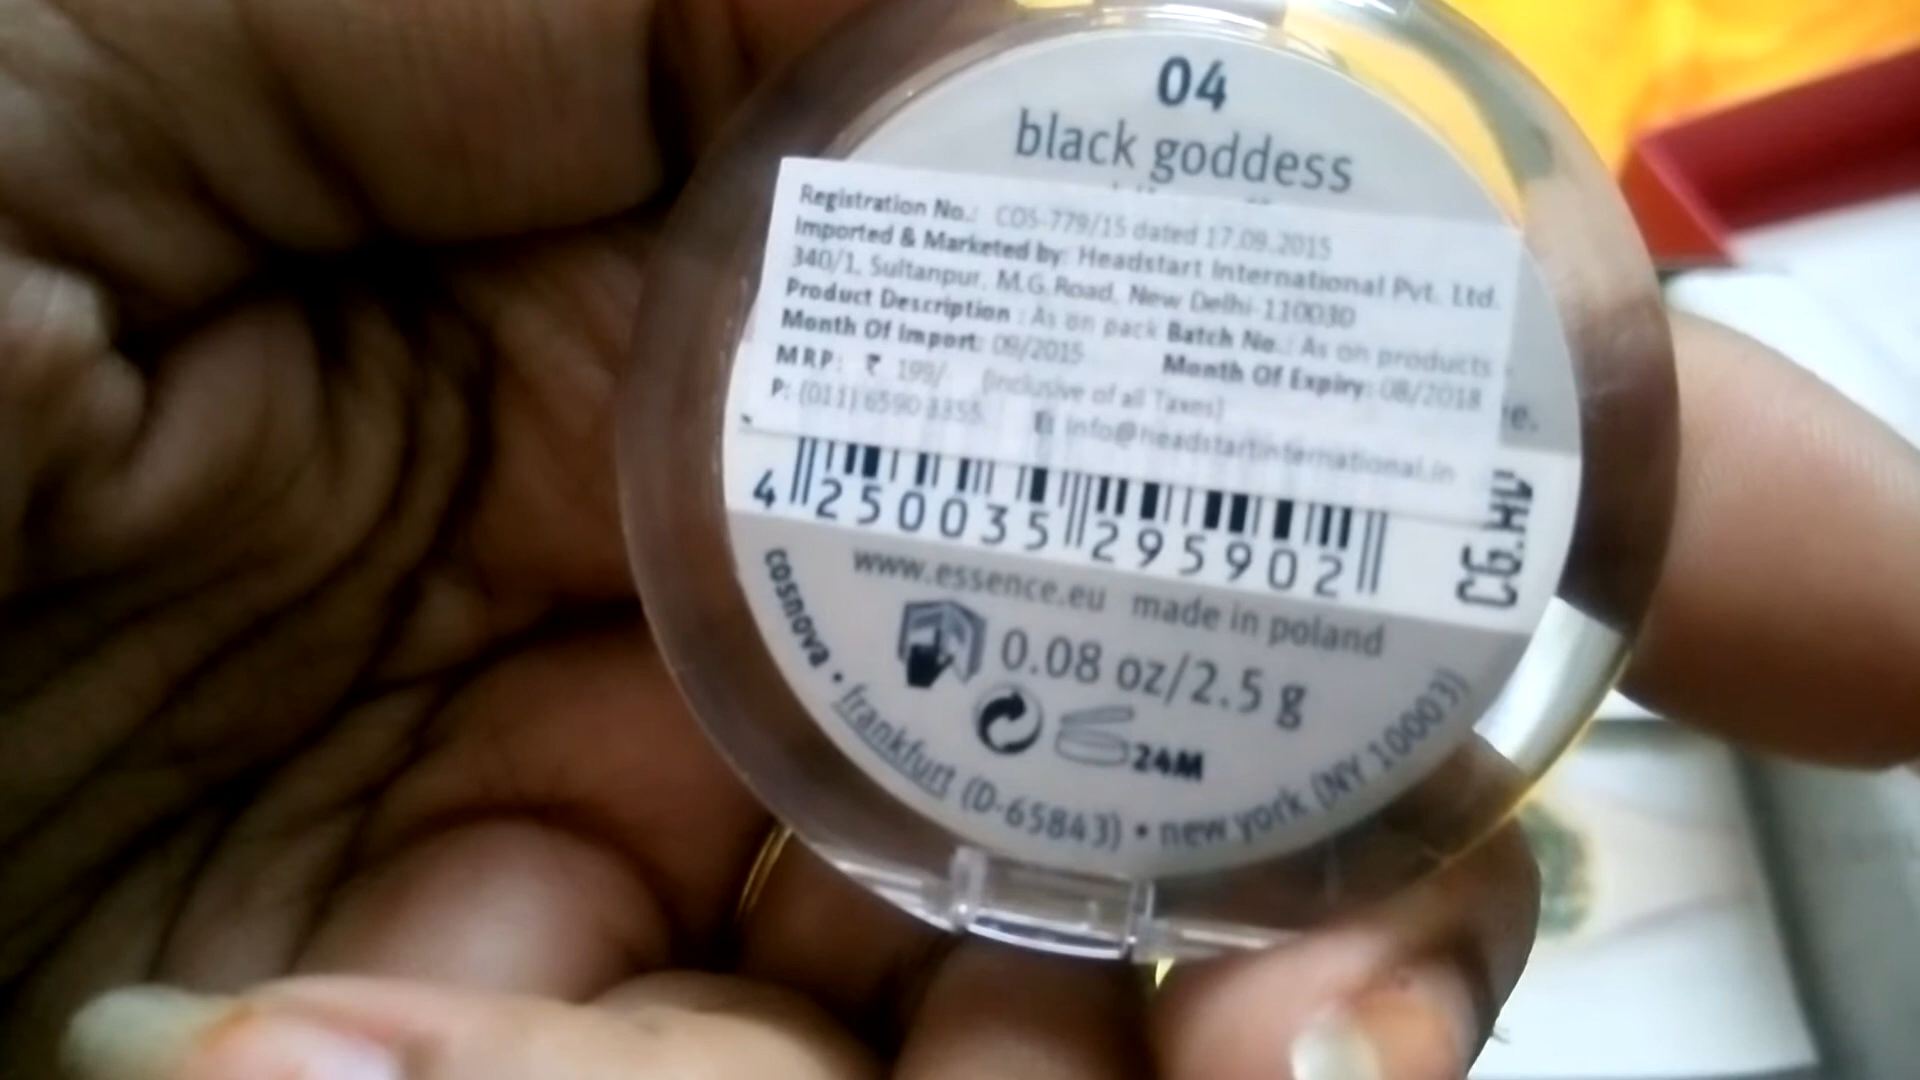 04
black goddess
Registration No.: COS-779/15 dated 17.09.2015
Imported & Marketed by: Headstart International Pvt. Ltd.
340/1, Sultanpur, M.G.Road, New Delhi-110030
Product Description : As on pack Batch No.: As on products
Month Of Import: 09/2015 Month Of Expiry: 08/2018
MRP: ₹ 199/ (Inclusive of all Taxes)
P: (011) 6590 3355 E: info@headstartinternational.in
e.
4 250035 295902
CG.HV
www.essence.eu made in poland
0.08 oz/2.5 g
24M
cosnova • frankfurt (D-65843) • new york (NY 10003)